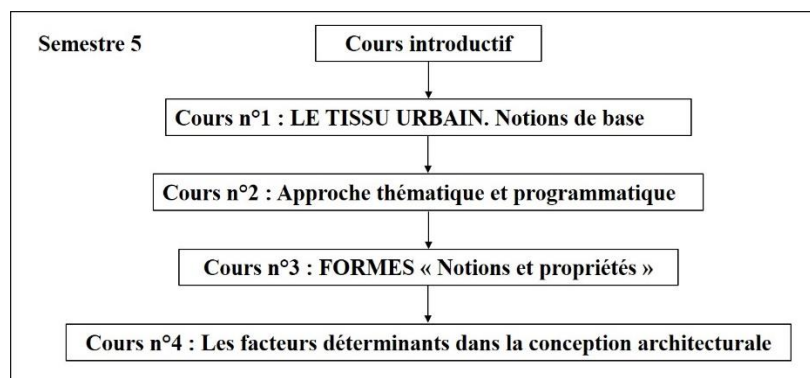 Semestre 5
Cours introductif
Cours n°1 : LE TISSU URBAIN. Notions de base
Cours n°2 : Approche thématique et programmatique
Cours n°3 : FORMES « Notions et propriétés »
Cours n°4 : Les facteurs déterminants dans la conception architecturale